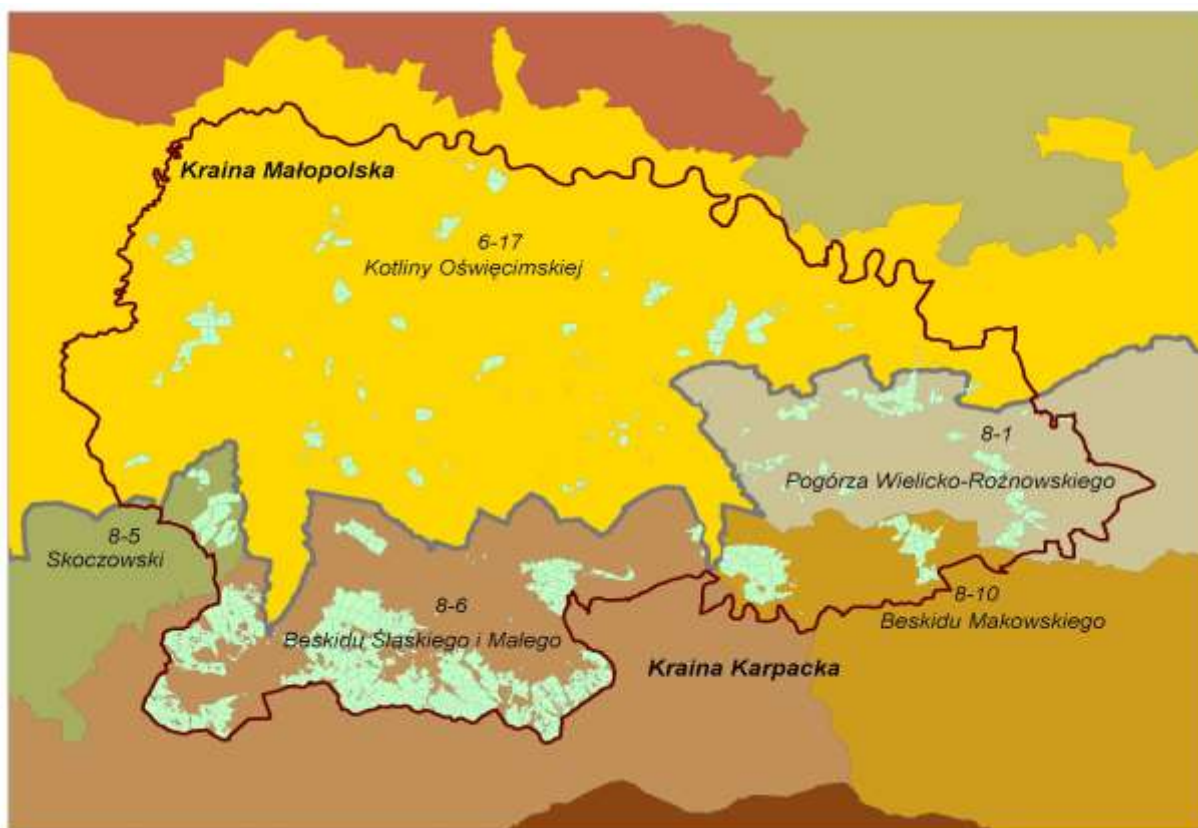 Kraina Małopolska
6-17
Kotliny Oświęcimskiej
8-1
Pogórza Wielicko-Rożnowskiego
8-5
Skoczowski
8-6
Beskidu Śląskiego i Małego
8-10
Beskidu Makowskiego
Kraina Karpacka